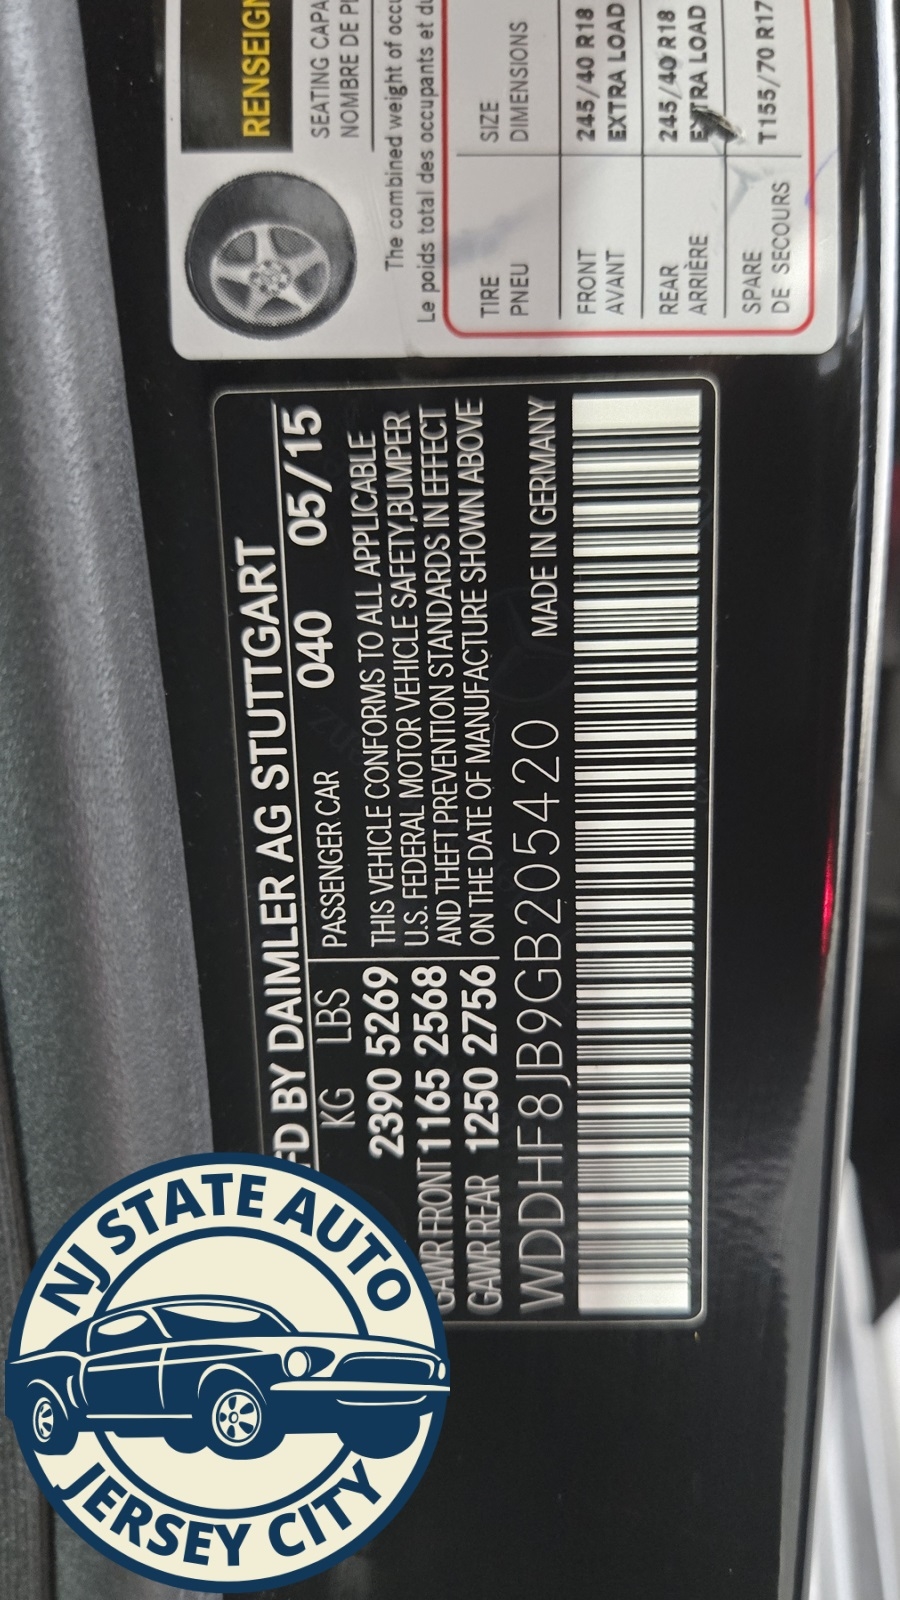 RENSEIGN
SEATING CAPA
NOMBRE DE PL
The combined weight of occu
Le poids total des occupants et du
TIRE SIZE
PNEU DIMENSIONS
FRONT 245/40 R18
AVANT EXTRA LOAD
REAR 245/40 R18
ARRIÈRE EXTRA LOAD
SPARE T155/70 R17
DE SECOURS
FD BY DAIMLER AG STUTTGART
KG LBS
040 05/15
PASSENGER CAR
2390 5269
GAWR FRONT 1165 2568
GAWR REAR 1250 2756
THIS VEHICLE CONFORMS TO ALL APPLICABLE
U.S. FEDERAL MOTOR VEHICLE SAFETY, BUMPER
AND THEFT PREVENTION STANDARDS IN EFFECT
ON THE DATE OF MANUFACTURE SHOWN ABOVE
WDDHF8JB9GB205420 MADE IN GERMANY
NJ STATE AUTO
JERSEY CITY